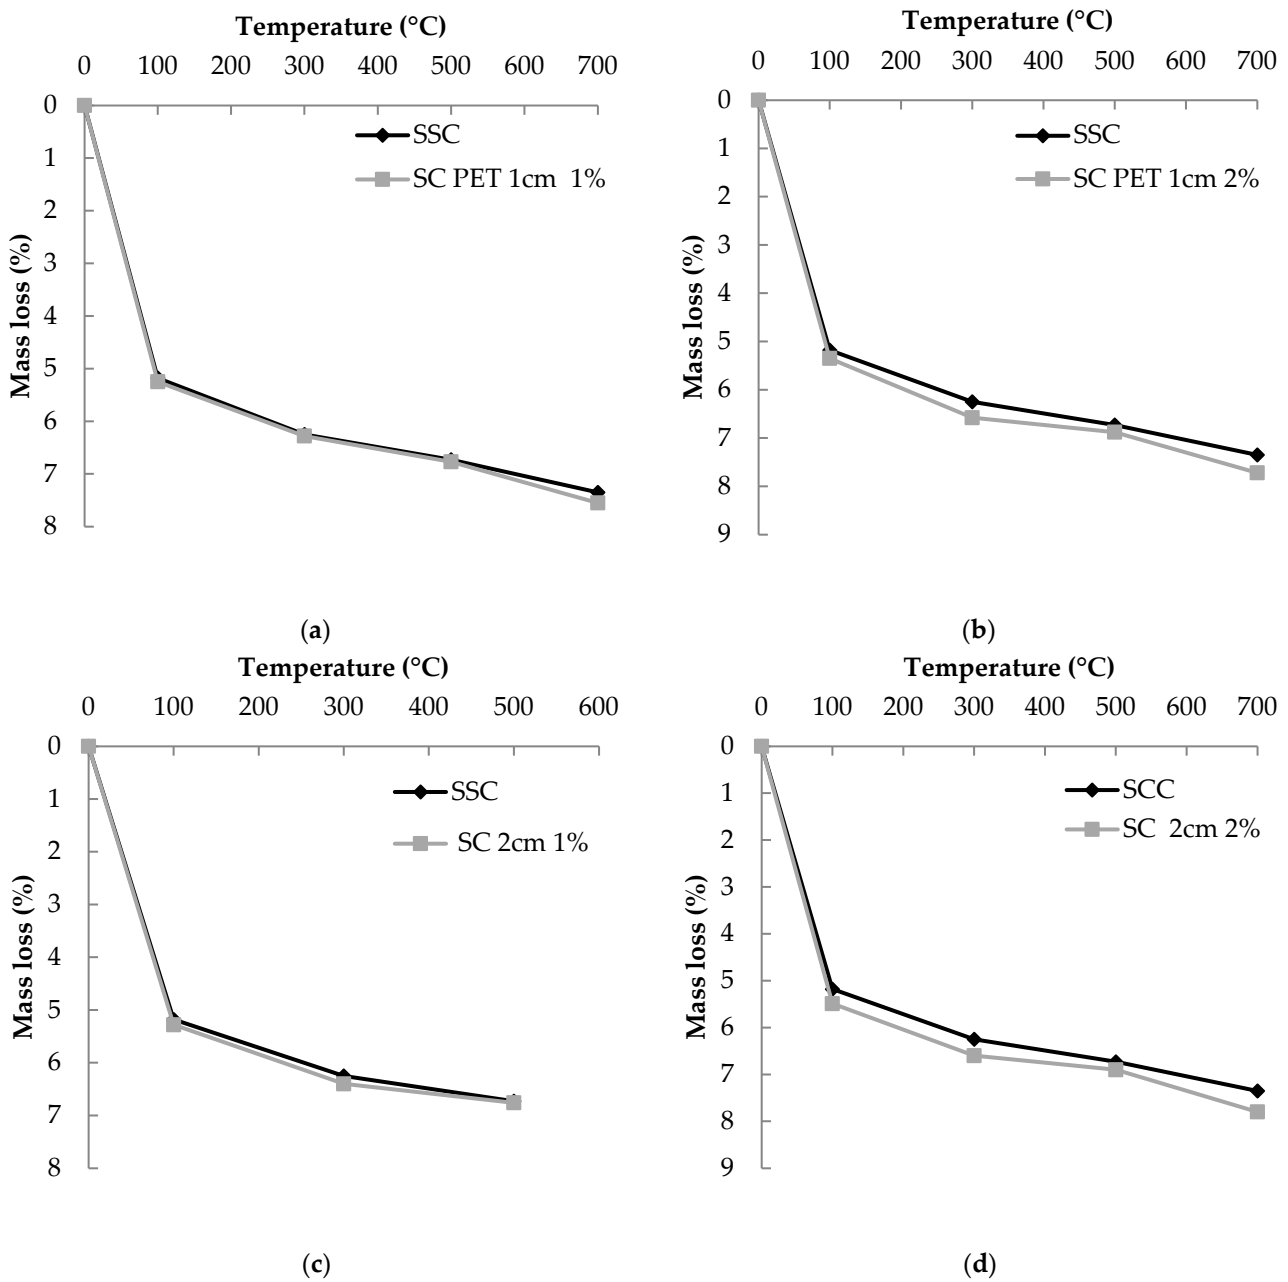 Temperature (°C)
0 100 200 300 400 500 600 700
0
1
2
3
4
5
6
7
8
Mass loss (%)
SSC
SC PET 1cm 1%
(a)
Temperature (°C)
0 100 200 300 400 500 600 700
0
1
2
3
4
5
6
7
8
9
Mass loss (%)
SSC
SC PET 1cm 2%
(b)
Temperature (°C)
0 100 200 300 400 500 600
0
1
2
3
4
5
6
7
8
Mass loss (%)
SSC
SC 2cm 1%
(c)
Temperature (°C)
0 100 200 300 400 500 600 700
0
1
2
3
4
5
6
7
8
9
Mass loss (%)
SCC
SC 2cm 2%
(d)